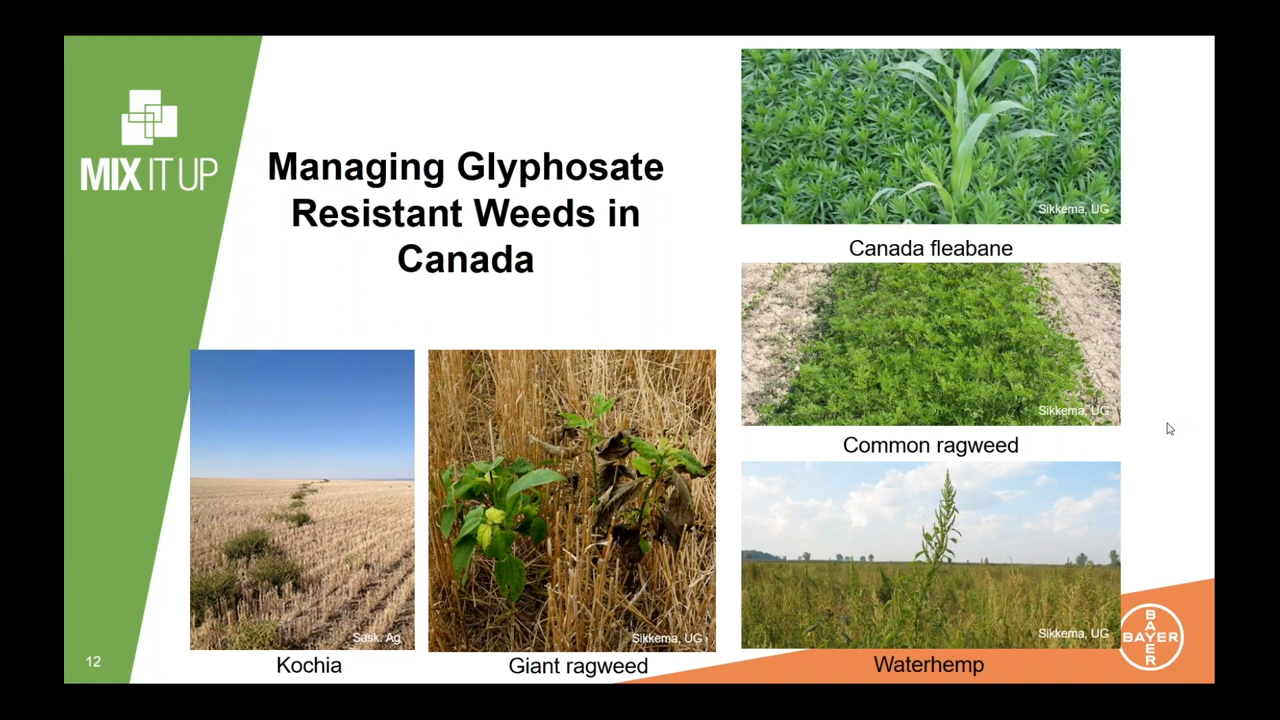 MIX IT UP
Managing Glyphosate
Resistant Weeds in
Canada
Sikkema, UG
Canada fleabane
Sikkema, UG
Common ragweed
Sask. Ag
Kochia
Sikkema, UG
Giant ragweed
Sikkema, UG
Waterhemp
12
BAYER
BAYER